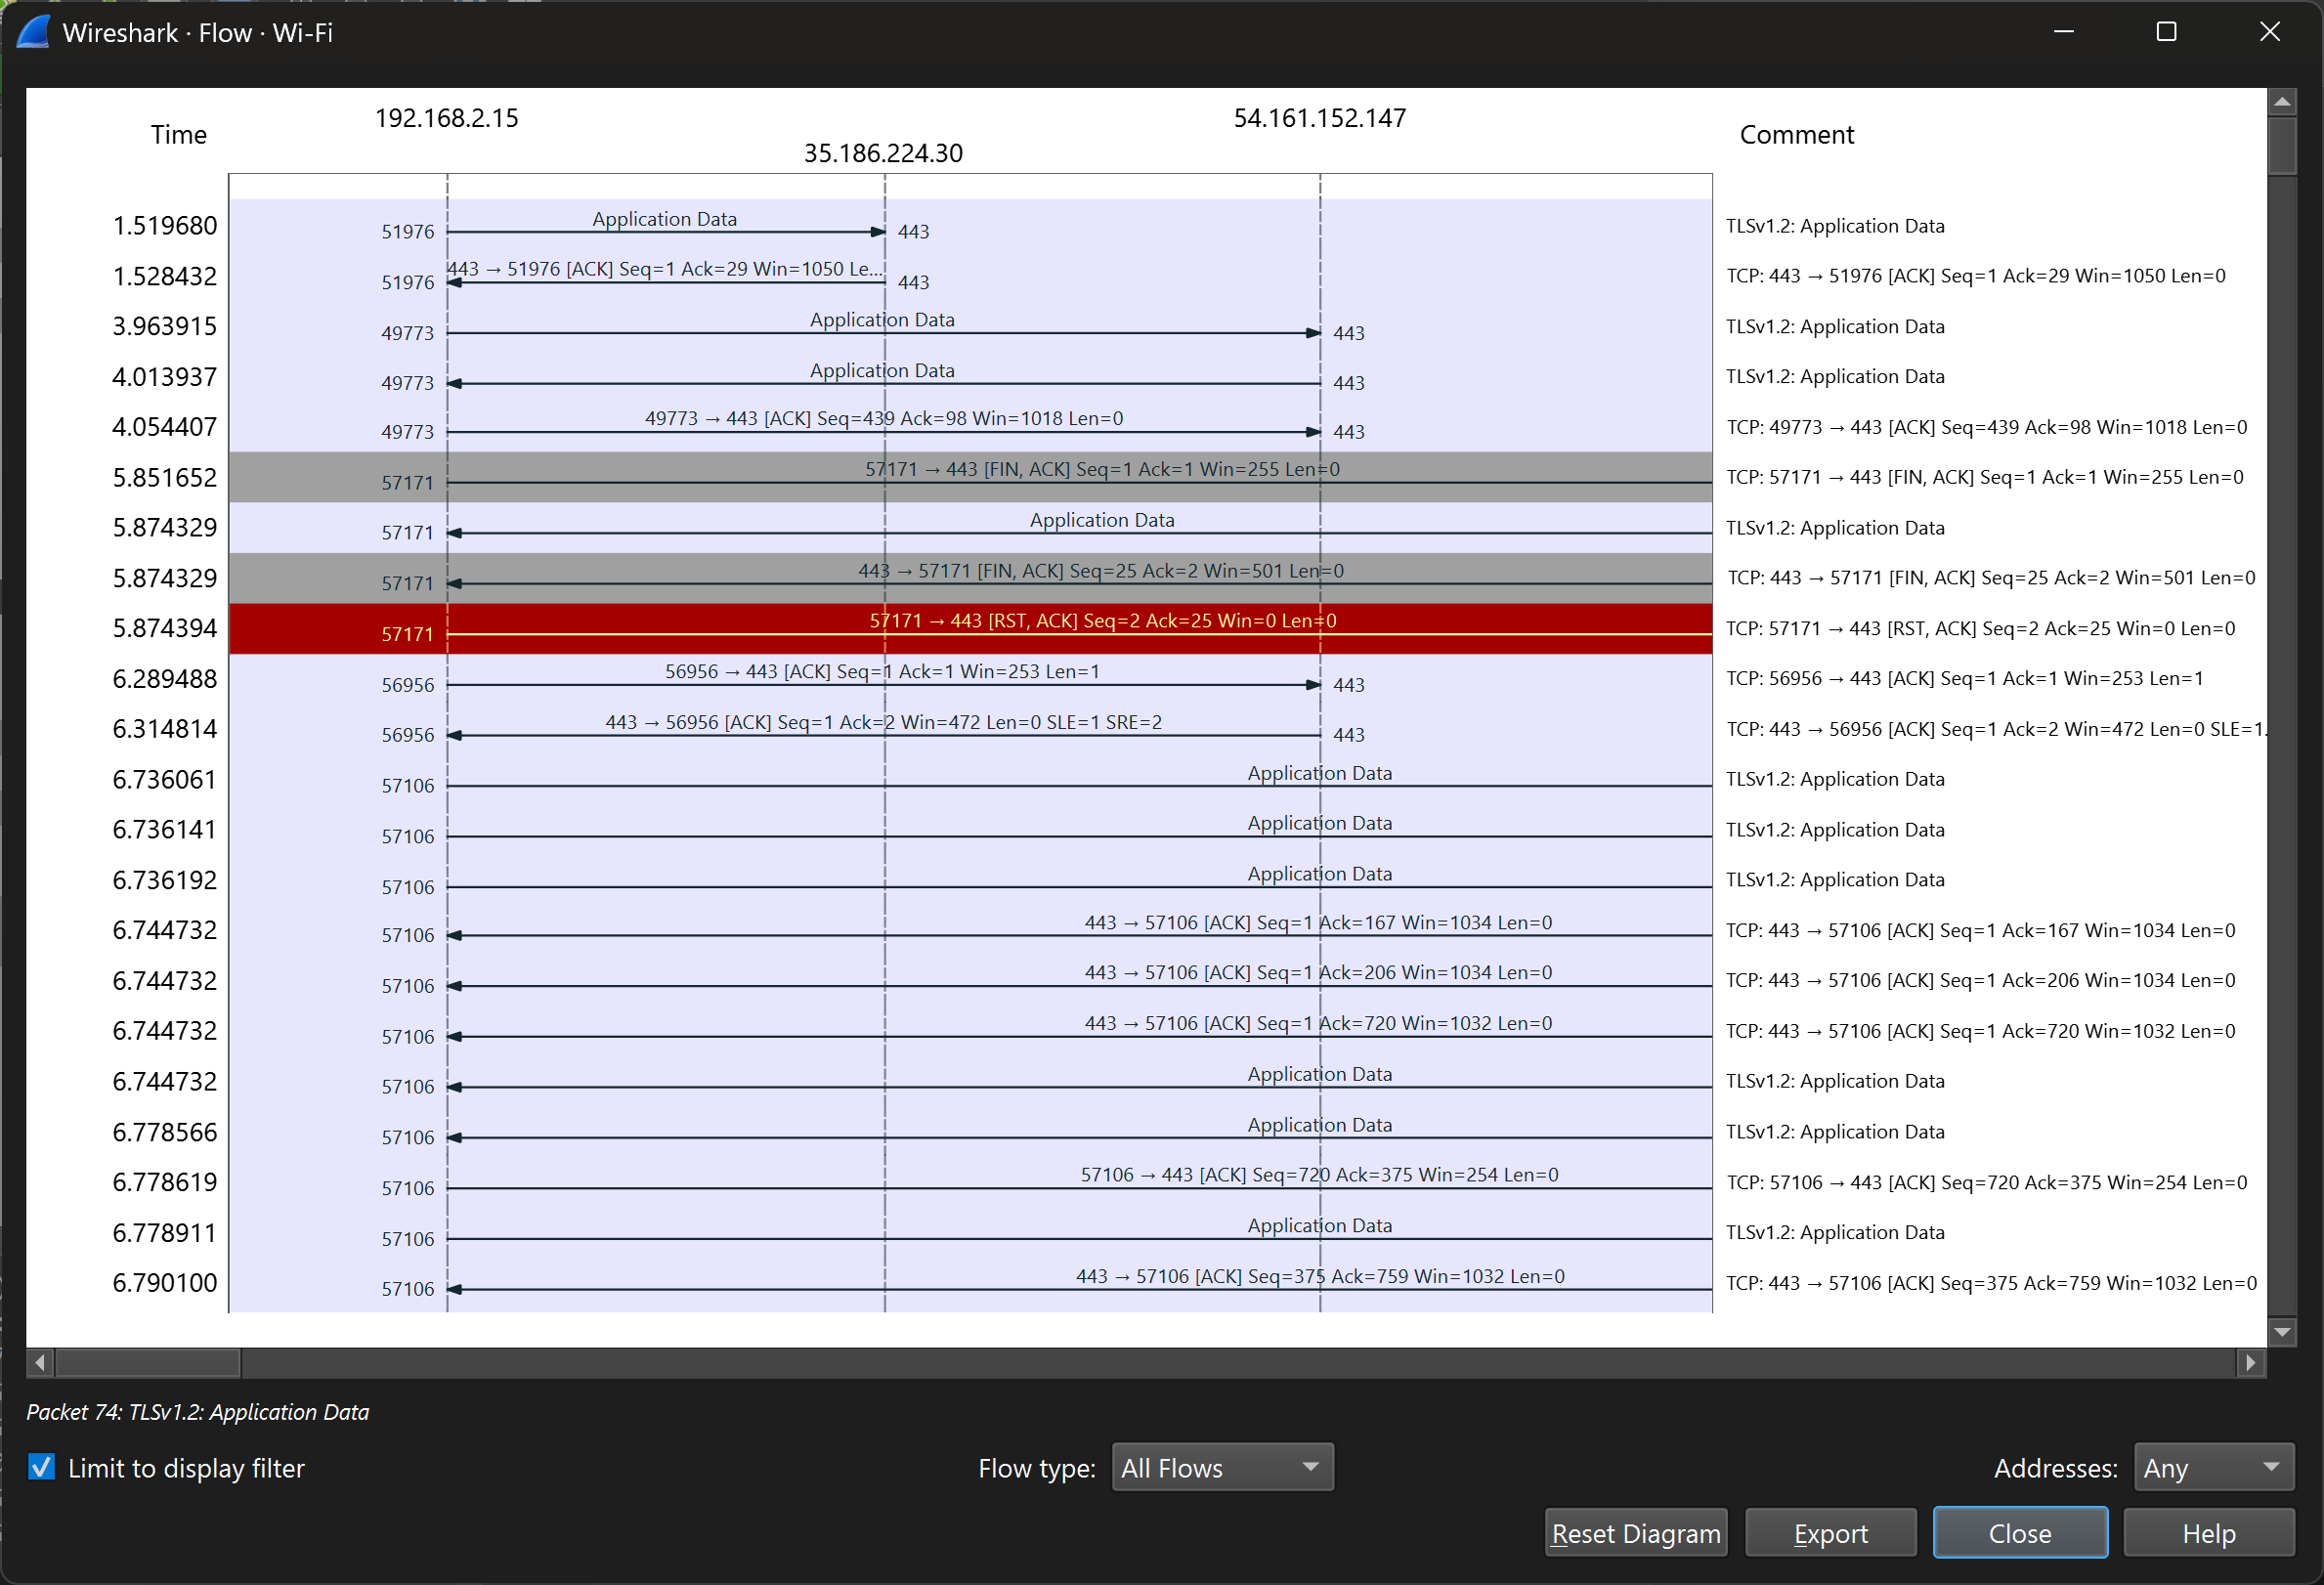 Wireshark · Flow · Wi-Fi
Time
192.168.2.15
35.186.224.30
54.161.152.147
Comment
1.519680 51976 Application Data 443 TLSv1.2: Application Data
1.528432 51976 443 → 51976 [ACK] Seq=1 Ack=29 Win=1050 Le... 443 TCP: 443 → 51976 [ACK] Seq=1 Ack=29 Win=1050 Len=0
3.963915 49773 Application Data 443 TLSv1.2: Application Data
4.013937 49773 Application Data 443 TLSv1.2: Application Data
4.054407 49773 49773 → 443 [ACK] Seq=439 Ack=98 Win=1018 Len=0 443 TCP: 49773 → 443 [ACK] Seq=439 Ack=98 Win=1018 Len=0
5.851652 57171 57171 → 443 [FIN, ACK] Seq=1 Ack=1 Win=255 Len=0 TCP: 57171 → 443 [FIN, ACK] Seq=1 Ack=1 Win=255 Len=0
5.874329 57171 Application Data TLSv1.2: Application Data
5.874329 57171 443 → 57171 [FIN, ACK] Seq=25 Ack=2 Win=501 Len=0 TCP: 443 → 57171 [FIN, ACK] Seq=25 Ack=2 Win=501 Len=0
5.874394 57171 57171 → 443 [RST, ACK] Seq=2 Ack=25 Win=0 Len=0 TCP: 57171 → 443 [RST, ACK] Seq=2 Ack=25 Win=0 Len=0
6.289488 56956 56956 → 443 [ACK] Seq=1 Ack=1 Win=253 Len=1 443 TCP: 56956 → 443 [ACK] Seq=1 Ack=1 Win=253 Len=1
6.314814 56956 443 → 56956 [ACK] Seq=1 Ack=2 Win=472 Len=0 SLE=1 SRE=2 443 TCP: 443 → 56956 [ACK] Seq=1 Ack=2 Win=472 Len=0 SLE=1.
6.736061 57106 Application Data TLSv1.2: Application Data
6.736141 57106 Application Data TLSv1.2: Application Data
6.736192 57106 Application Data TLSv1.2: Application Data
6.744732 57106 443 → 57106 [ACK] Seq=1 Ack=167 Win=1034 Len=0 TCP: 443 → 57106 [ACK] Seq=1 Ack=167 Win=1034 Len=0
6.744732 57106 443 → 57106 [ACK] Seq=1 Ack=206 Win=1034 Len=0 TCP: 443 → 57106 [ACK] Seq=1 Ack=206 Win=1034 Len=0
6.744732 57106 443 → 57106 [ACK] Seq=1 Ack=720 Win=1032 Len=0 TCP: 443 → 57106 [ACK] Seq=1 Ack=720 Win=1032 Len=0
6.744732 57106 Application Data TLSv1.2: Application Data
6.778566 57106 Application Data TLSv1.2: Application Data
6.778619 57106 57106 → 443 [ACK] Seq=720 Ack=375 Win=254 Len=0 TCP: 57106 → 443 [ACK] Seq=720 Ack=375 Win=254 Len=0
6.778911 57106 Application Data TLSv1.2: Application Data
6.790100 57106 443 → 57106 [ACK] Seq=375 Ack=759 Win=1032 Len=0 TCP: 443 → 57106 [ACK] Seq=375 Ack=759 Win=1032 Len=0
Packet 74: TLSv1.2: Application Data
Limit to display filter
Flow type: All Flows
Addresses: Any
Reset Diagram
Export
Close
Help